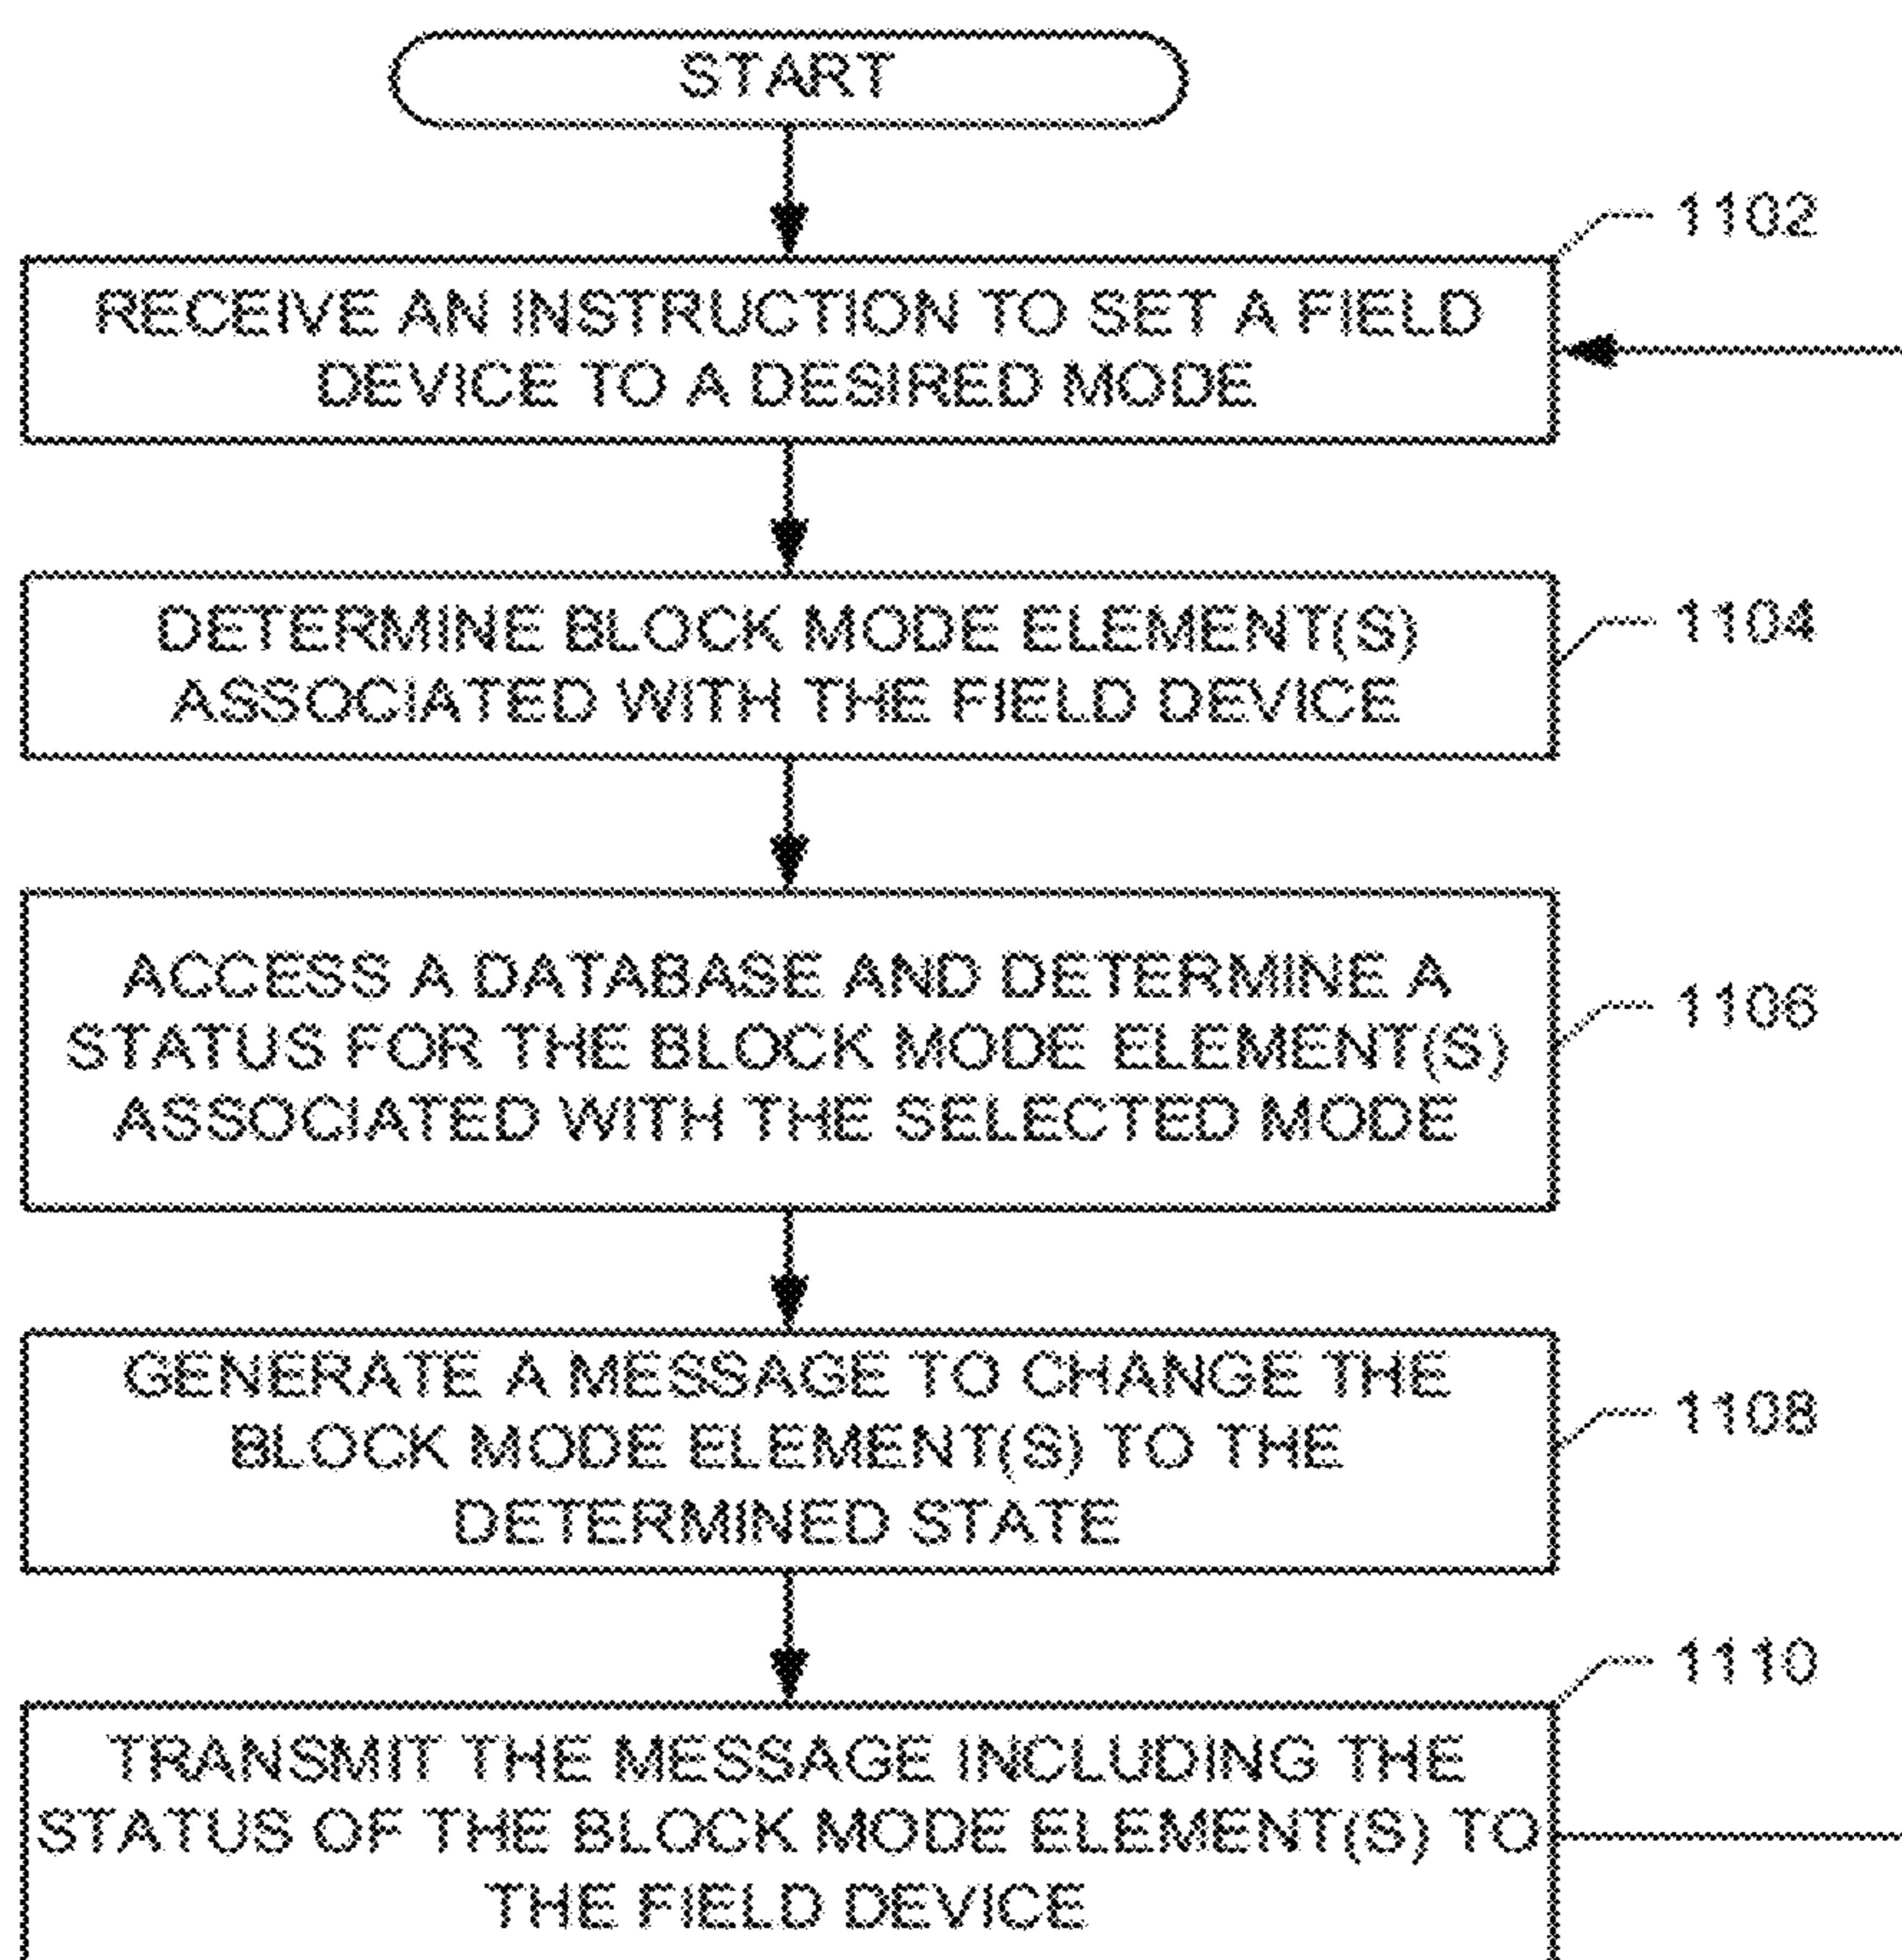 START
1102
RECEIVE AN INSTRUCTION TO SET A FIELD
DEVICE TO A DESIRED MODE
DETERMINE BLOCK MODE ELEMENT(S)
ASSOCIATED WITH THE FIELD DEVICE
1104
ACCESS A DATABASE AND DETERMINE A
STATUS FOR THE BLOCK MODE ELEMENT(S)
ASSOCIATED WITH THE SELECTED MODE
1106
GENERATE A MESSAGE TO CHANGE THE
BLOCK MODE ELEMENT(S) TO THE
DETERMINED STATE
1108
1110
TRANSMIT THE MESSAGE INCLUDING THE
STATUS OF THE BLOCK MODE ELEMENT(S) TO
THE FIELD DEVICE